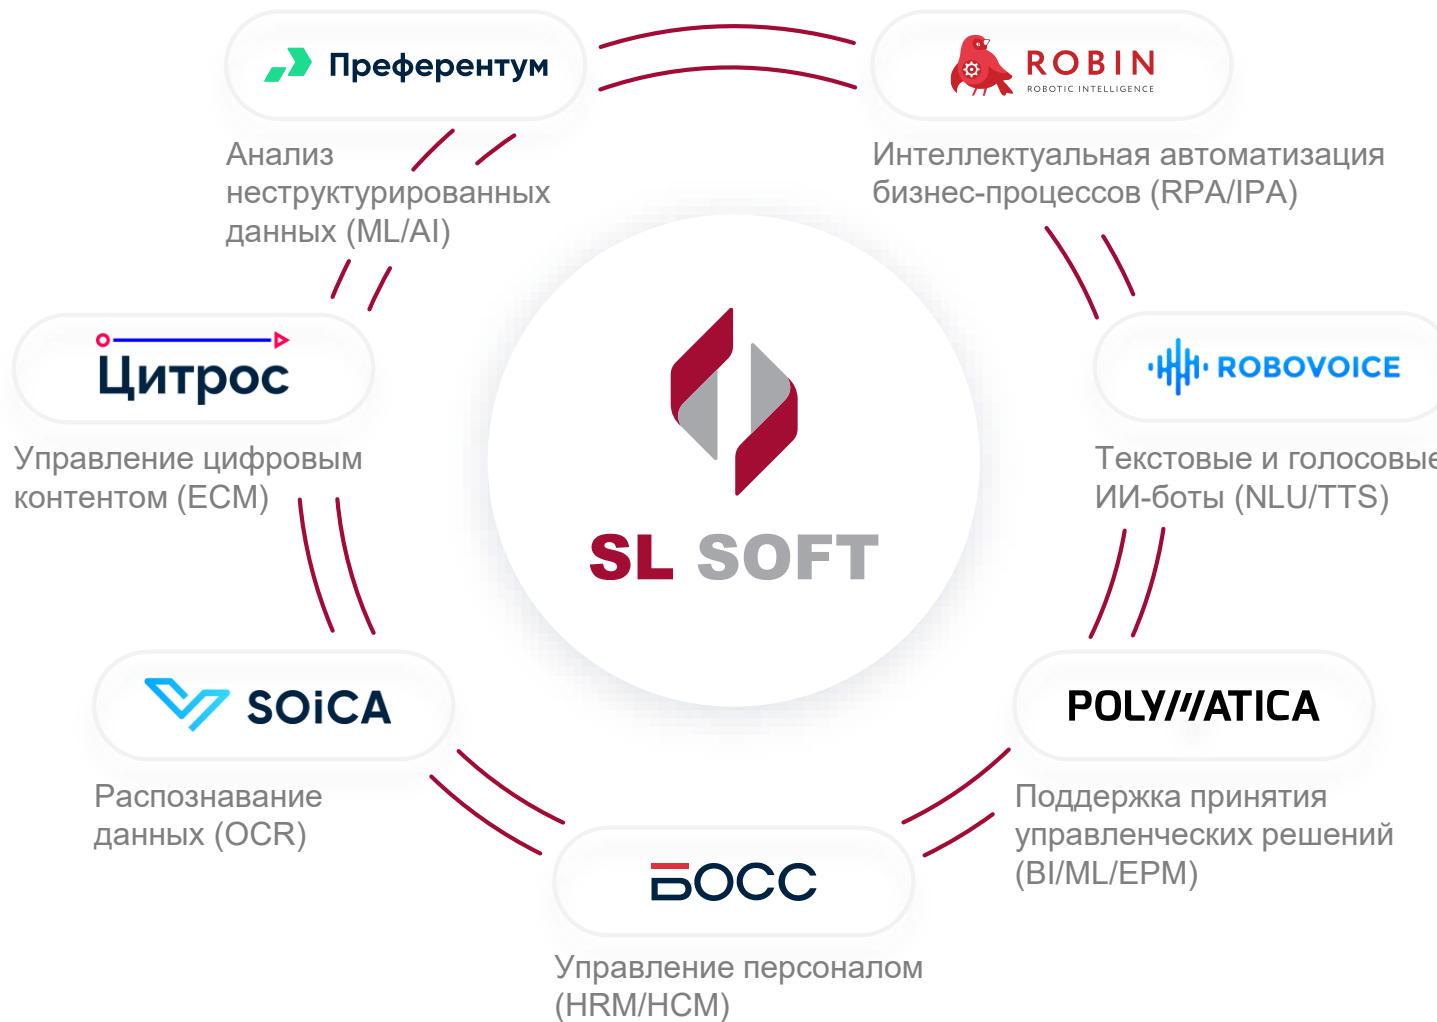 Преферентум
Анализ
неструктурированных
данных (ML/AI)
ROBIN
ROBOTIC INTELLIGENCE
Интеллектуальная автоматизация
бизнес-процессов (RPA/IPA)
Цитрос
Управление цифровым
контентом (ECM)
SL SOFT
ROBOVOICE
Текстовые и голосовые
ИИ-боты (NLU/TTS)
SOiCA
Распознавание
данных (OCR)
POLYMATICA
Поддержка принятия
управленческих решений
(BI/ML/EPM)
БОСС
Управление персоналом
(HRM/HCM)